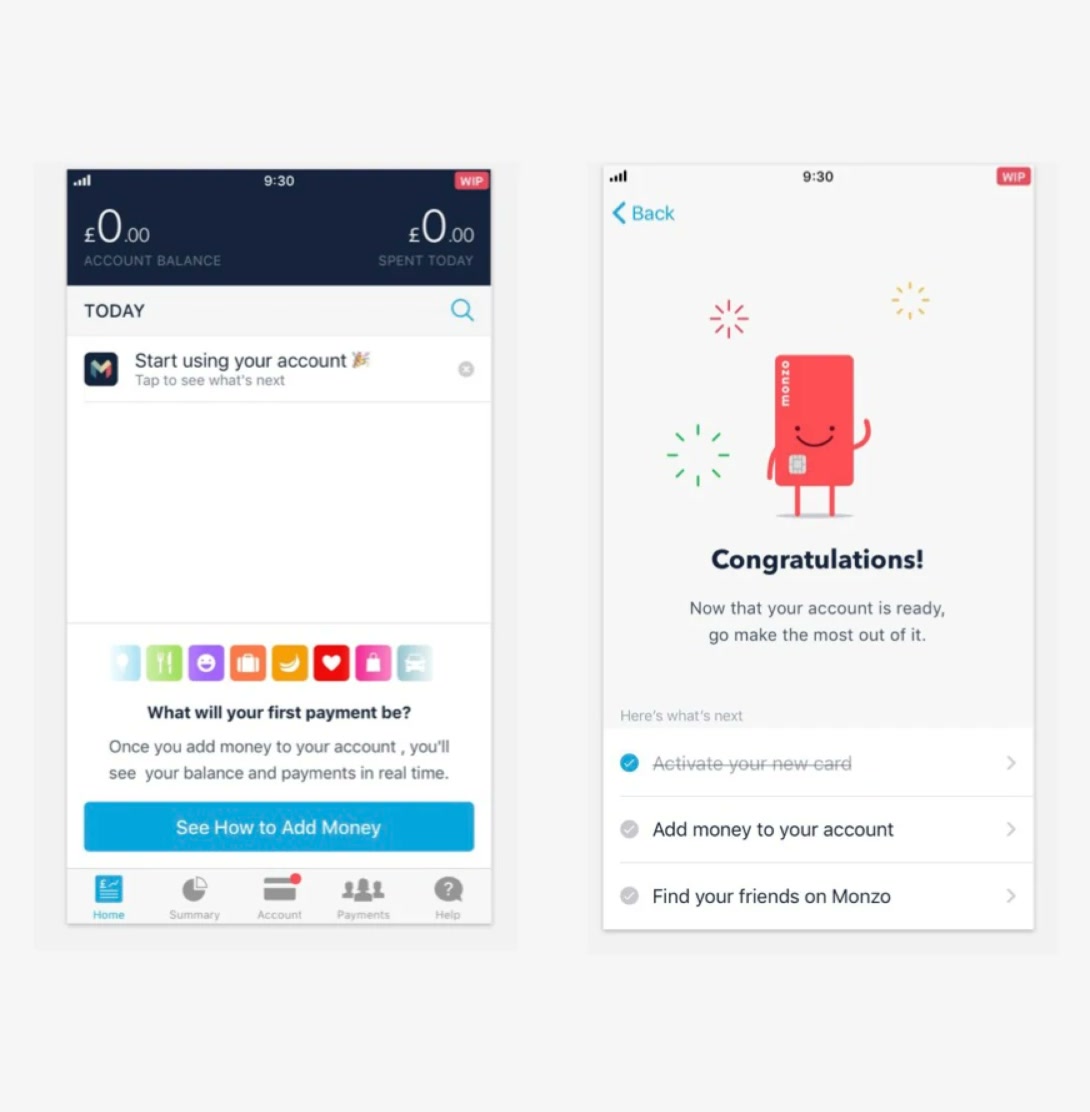 9:30
WIP
£0.00
£0.00
ACCOUNT BALANCE
SPENT TODAY
TODAY
Start using your account 🎉
Tap to see what's next
What will your first payment be?
Once you add money to your account , you'll
see  your balance and payments in real time.
See How to Add Money
Home
Summary
Account
Payments
Help
9:30
WIP
Back
monzo
Congratulations!
Now that your account is ready,
go make the most out of it.
Here's what's next
Activate your new card
Add money to your account
Find your friends on Monzo